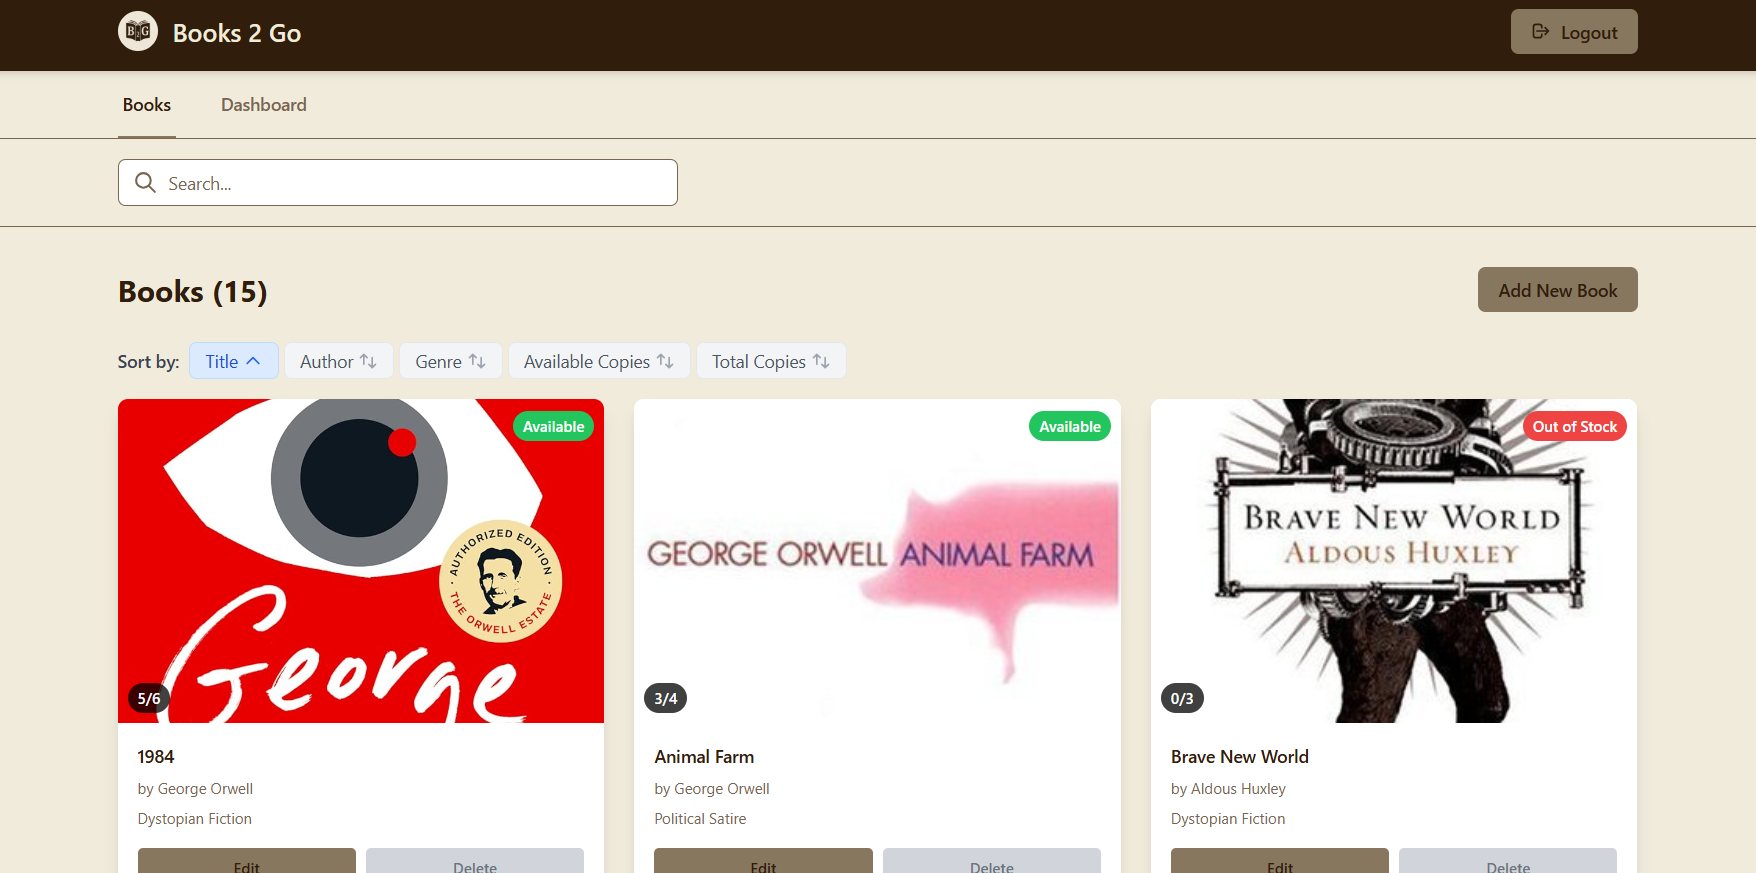 B2G Books 2 Go
Logout
Books Dashboard
Search...
Books (15)
Add New Book
Sort by: Title Author Genre Available Copies Total Copies
Available
AUTHORIZED EDITION
THE ORWELL ESTATE
George
5/6
1984
by George Orwell
Dystopian Fiction
Edit Delete
Available
GEORGE ORWELL ANIMAL FARM
3/4
Animal Farm
by George Orwell
Political Satire
Edit Delete
Out of Stock
BRAVE NEW WORLD
ALDOUS HUXLEY
0/3
Brave New World
by Aldous Huxley
Dystopian Fiction
Edit Delete